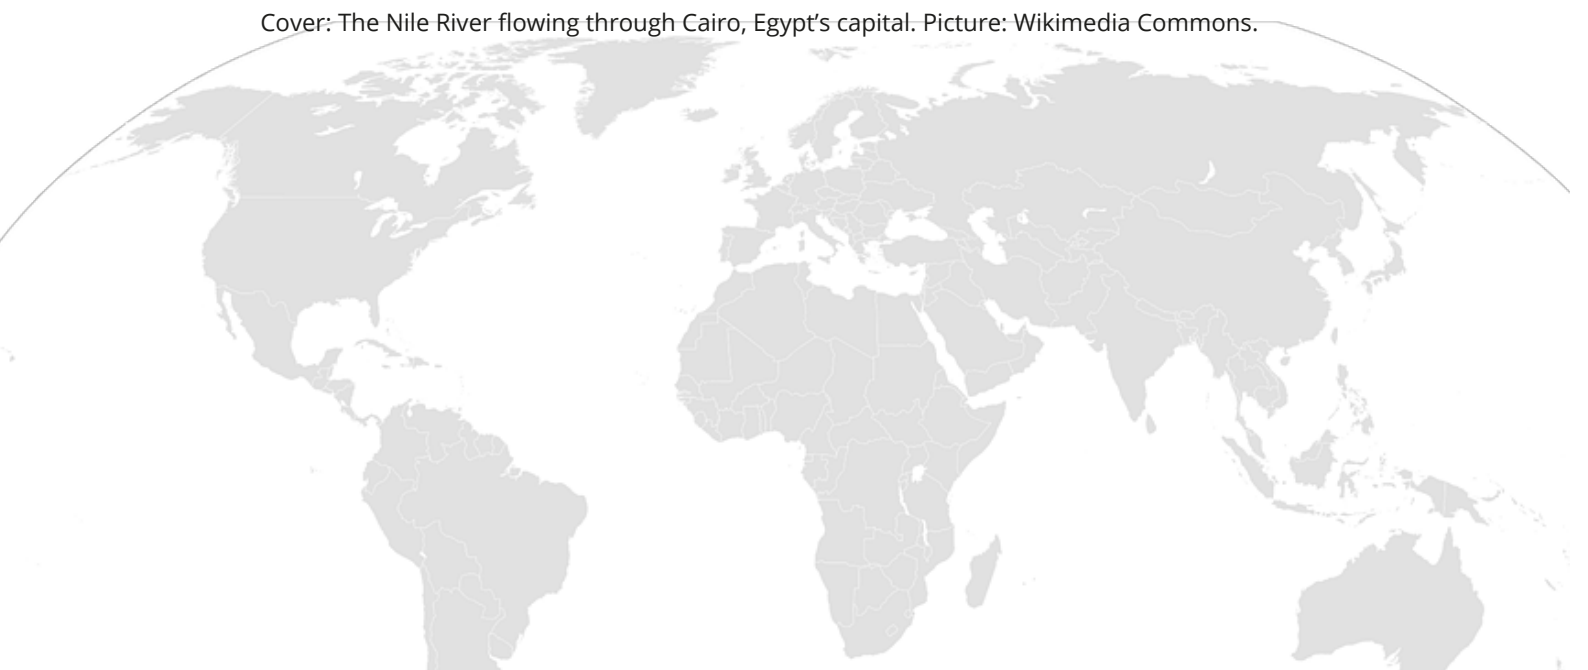 Cover: The Nile River flowing through Cairo, Egypt’s capital. Picture: Wikimedia Commons.